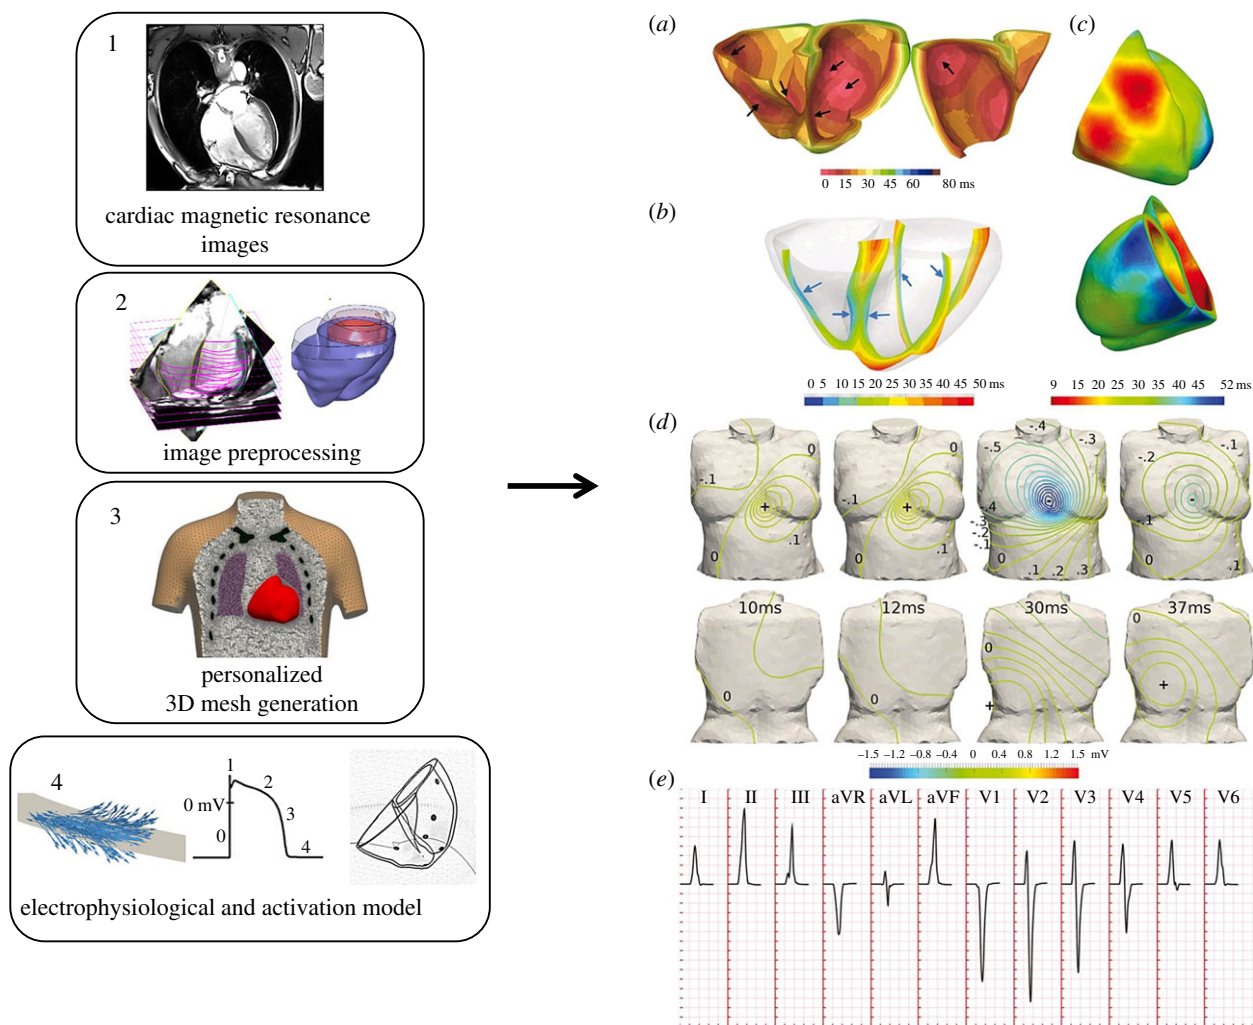 1
cardiac magnetic resonance
images
2
image preprocessing
3
personalized
3D mesh generation
4
1
2
0 mV
3
0
4
electrophysiological and activation model
(a)
0 15 30 45 60 80 ms
(b)
0 5 10 15 20 25 30 35 40 45 50 ms
(c)
9 15 20 25 30 35 40 45 52 ms
(d)
0
-.1
+
.1
0
0
-.1
+
.1
0
-.4
-.5
-.3
-.4
-.3
-.2
-.1
0
.1
.2
.3
-.1
-.2
-
-.1
0
.1
10ms
0
12ms
0
30ms
0
+
37ms
0
0
+
−1.5 −1.2 −0.8 −0.4 0 0.4 0.8 1.2 1.5 mV
(e)
I II III aVR aVL aVF V1 V2 V3 V4 V5 V6